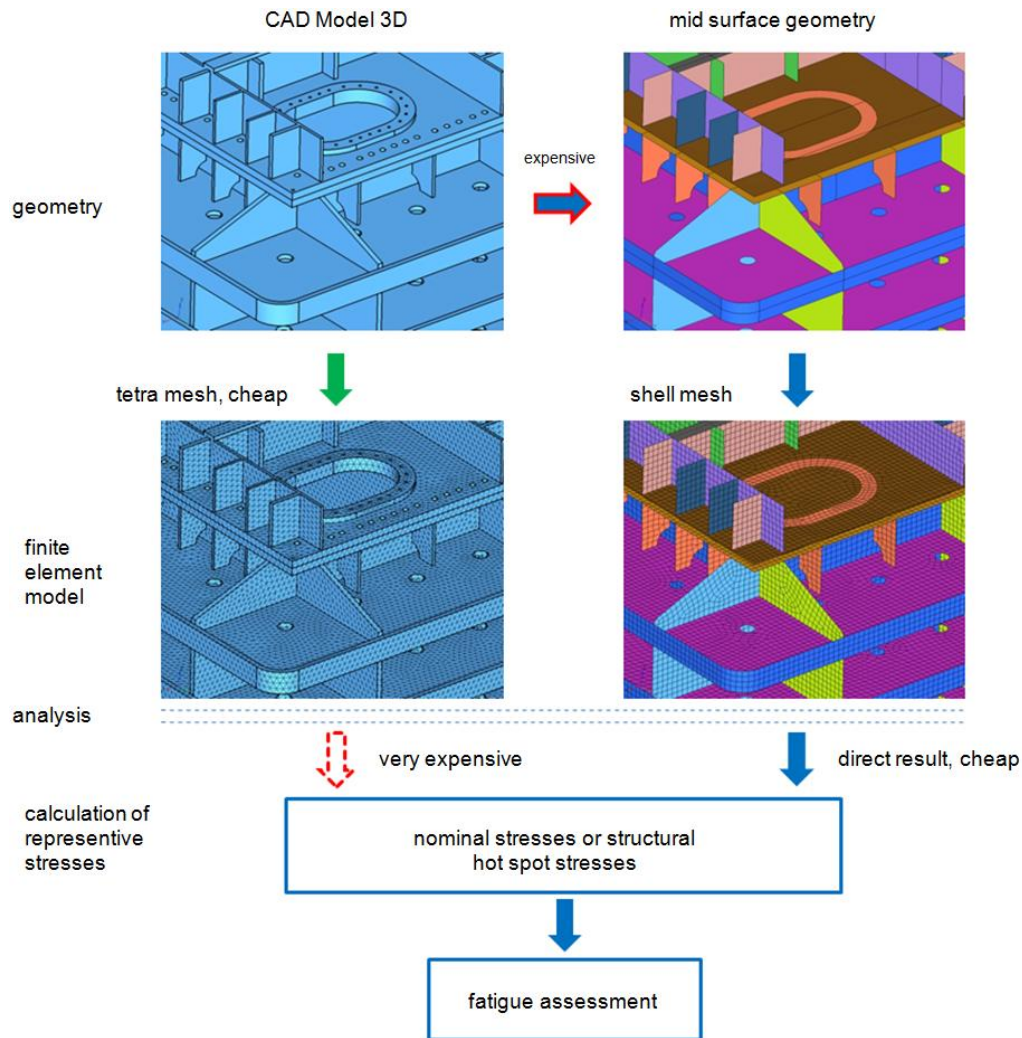 CAD Model 3D
mid surface geometry
expensive
geometry
tetra mesh, cheap
shell mesh
finite
element
model
analysis
very expensive
direct result, cheap
calculation of
representive
stresses
nominal stresses or structural
hot spot stresses
fatigue assessment